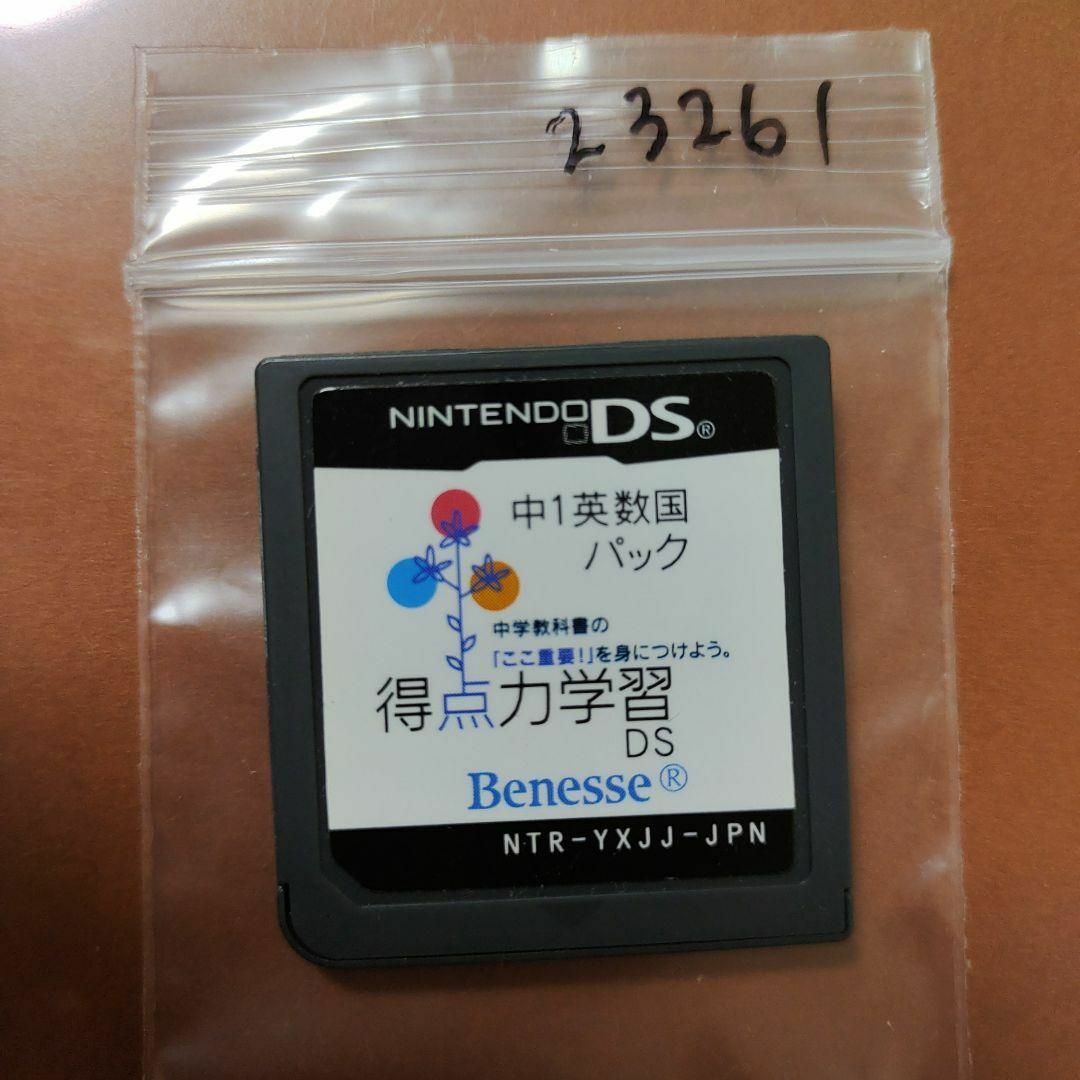 23261
NINTENDO DS®
中1英数国
パック
中学教科書の
「ここ重要!」を身につけよう。
得点力学習
DS
Benesse®
NTR-YXJJ-JPN